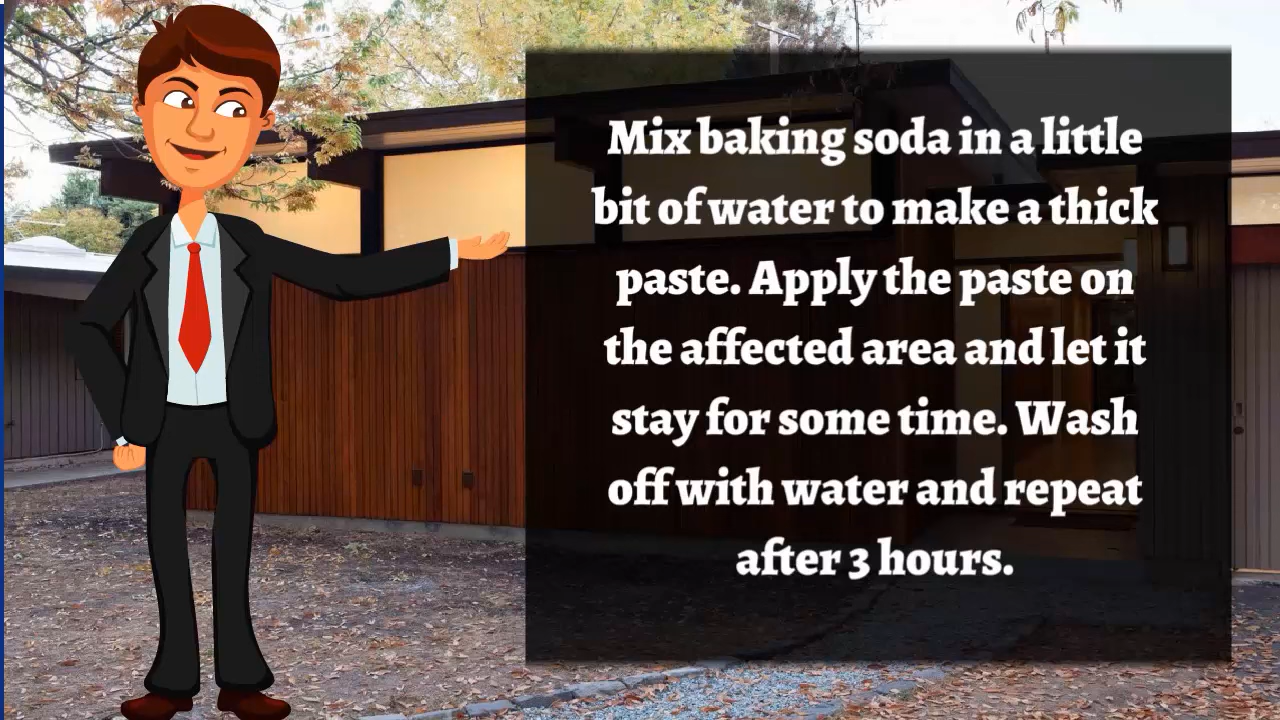 Mix baking soda in a little
bit of water to make a thick
paste. Apply the paste on
the affected area and let it
stay for some time. Wash
off with water and repeat
after 3 hours.